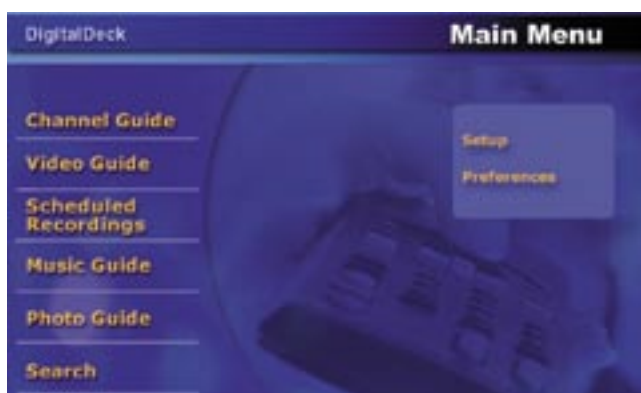 DigitalDeck
Main Menu
Channel Guide
Video Guide
Scheduled
Recordings
Music Guide
Photo Guide
Search
Setup
Preferences